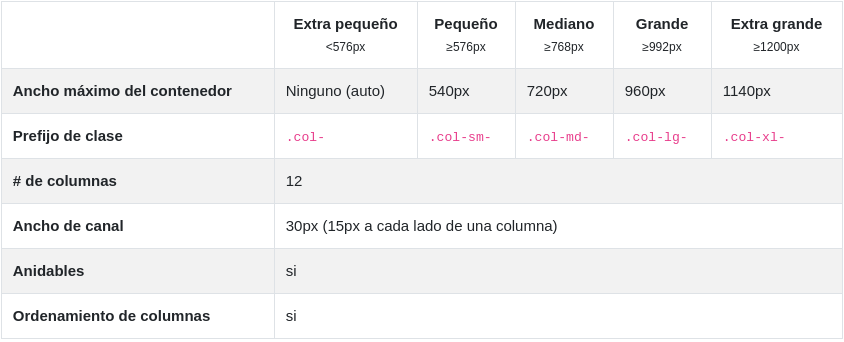 Extra pequeño Pequeño Mediano Grande Extra grande
<576px ≥576px ≥768px ≥992px ≥1200px
Ancho máximo del contenedor Ninguno (auto) 540px 720px 960px 1140px
Prefijo de clase .col- .col-sm- .col-md- .col-lg- .col-xl-
# de columnas 12
Ancho de canal 30px (15px a cada lado de una columna)
Anidables si
Ordenamiento de columnas si